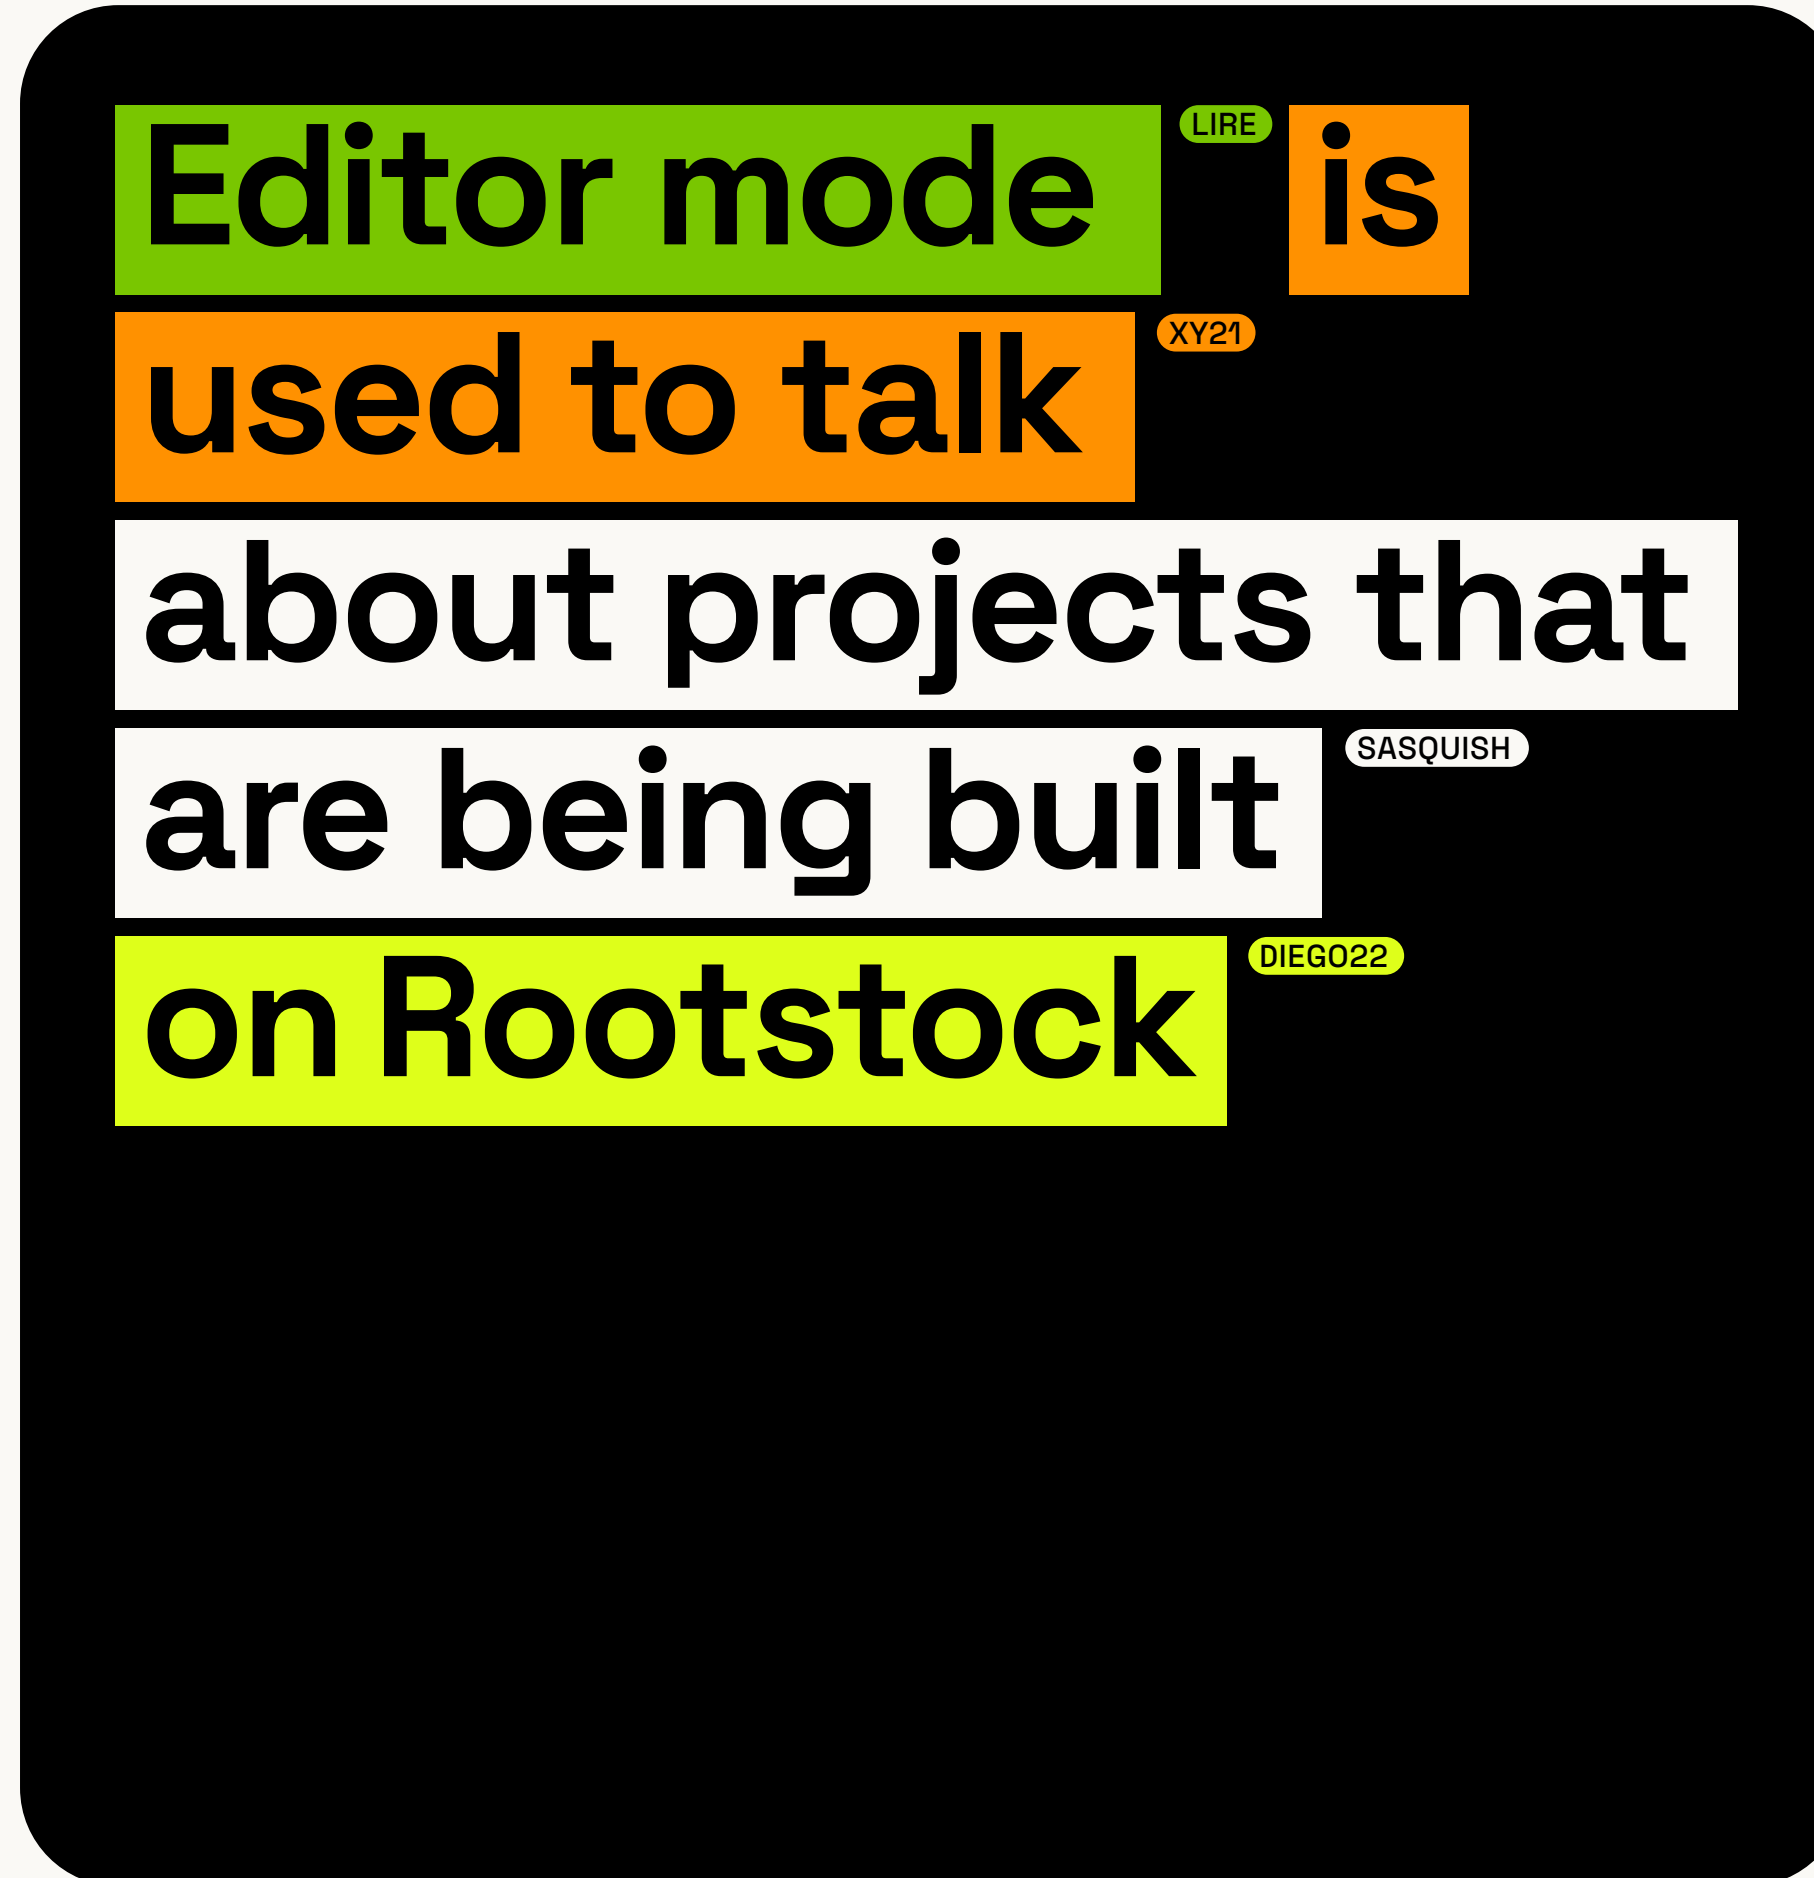 Editor mode LIRE is
used to talk XY21
about projects that
are being built SASQUISH
on Rootstock DIEGO22